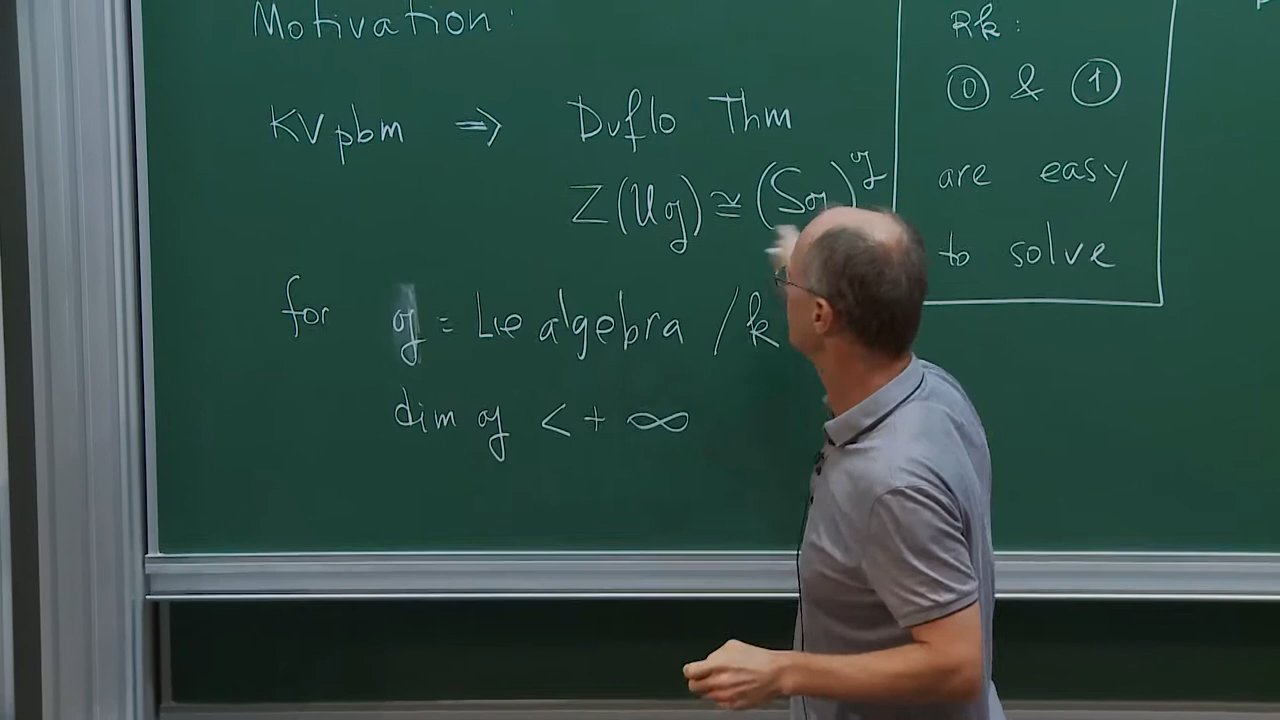 Motivation:
KV pbm ⇒ Duflo Thm
Z(U𝔤) ≅ (S𝔤)^𝔤
for 𝔤 = Lie algebra / k
dim 𝔤 < + ∞
Rk:
⓪ & ①
are easy
to solve